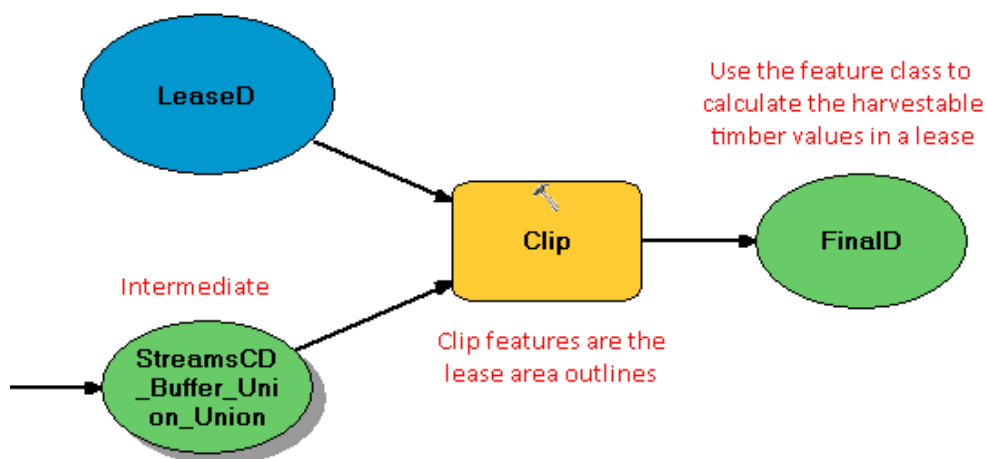 LeaseD
Use the feature class to
calculate the harvestable
timber values in a lease
Clip
FinalD
Intermediate
Clip features are the
lease area outlines
StreamsCD
_Buffer_Uni
on_Union